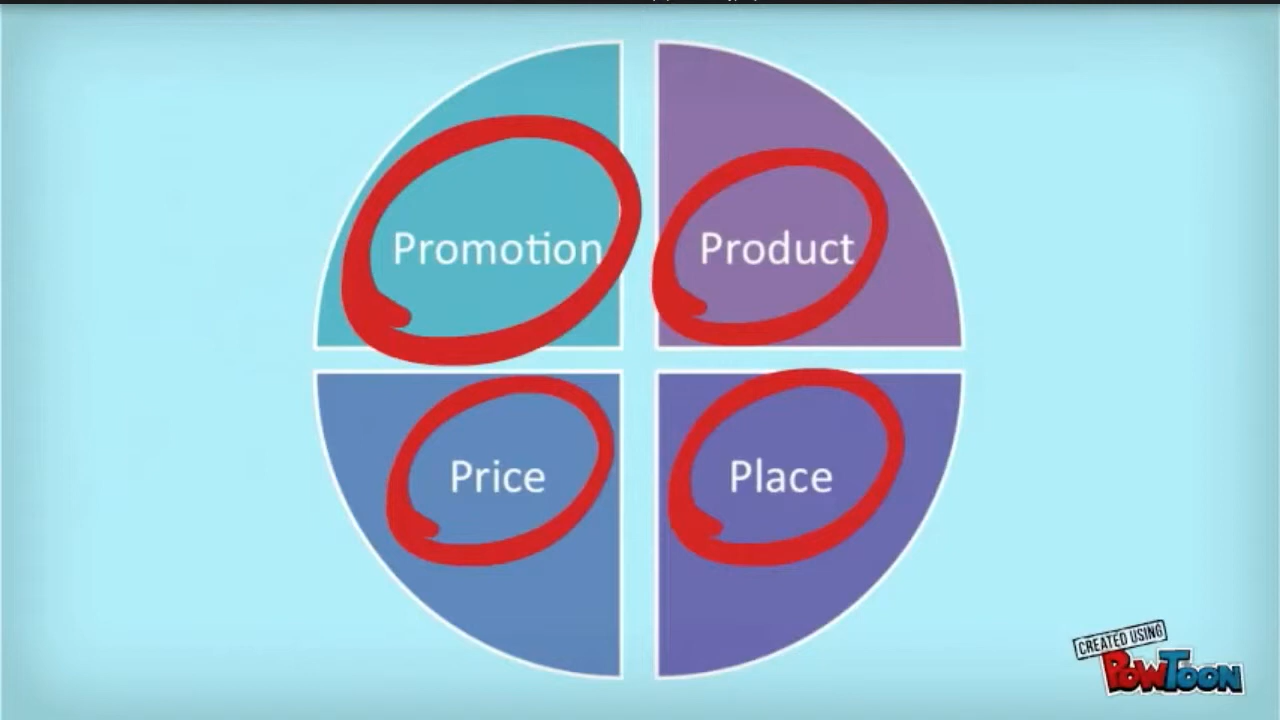 Promotion
Product
Price
Place
CREATED USING
POWTOON